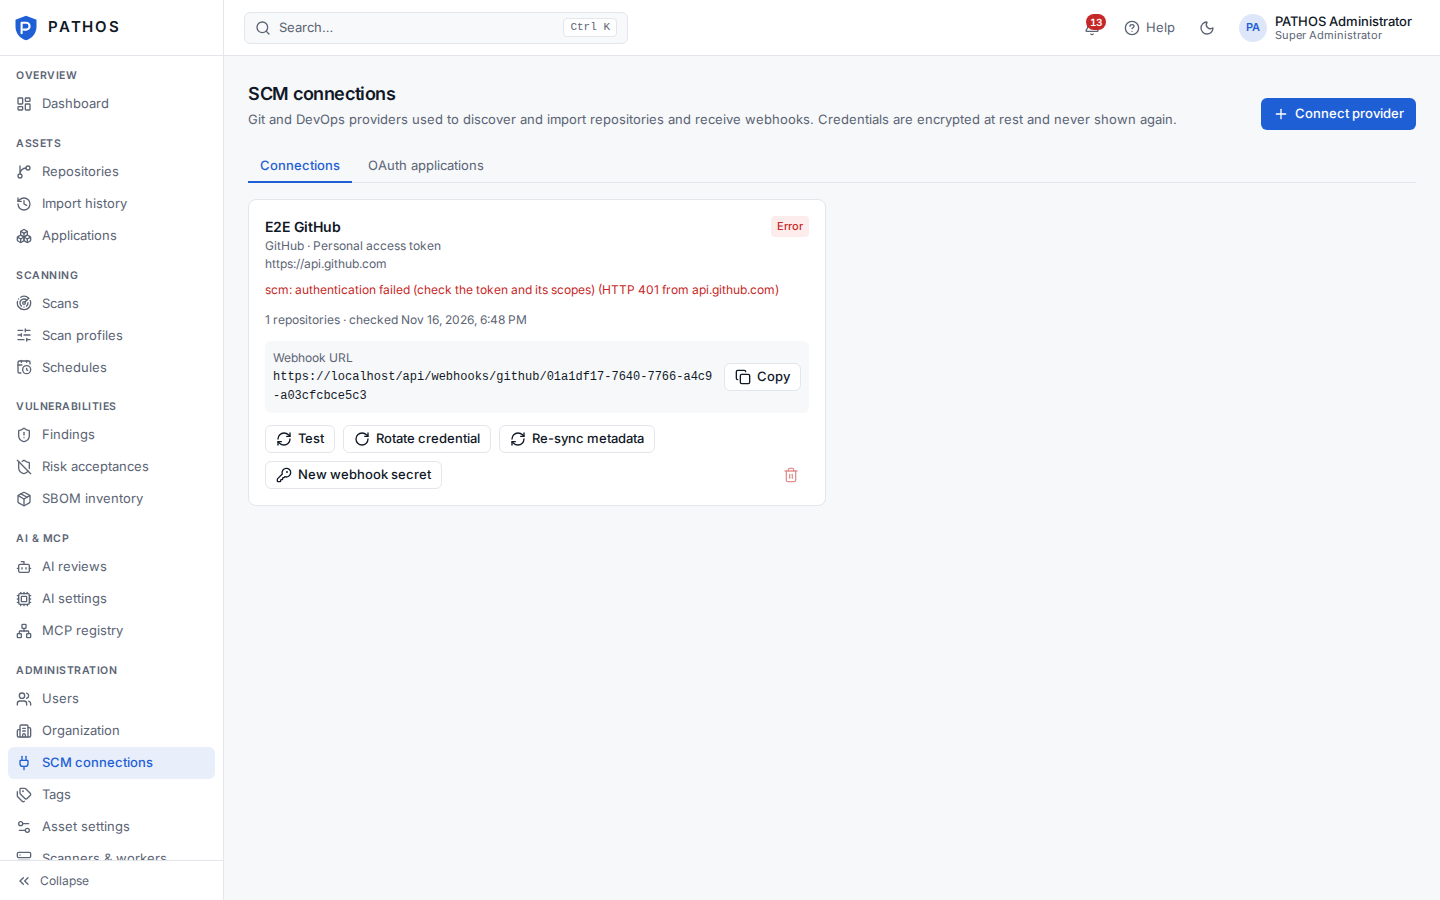 PATHOS
Search...
Ctrl K
13
Help
PA
PATHOS Administrator
Super Administrator
OVERVIEW
Dashboard
ASSETS
Repositories
Import history
Applications
SCANNING
Scans
Scan profiles
Schedules
VULNERABILITIES
Findings
Risk acceptances
SBOM inventory
AI & MCP
AI reviews
AI settings
MCP registry
ADMINISTRATION
Users
Organization
SCM connections
Tags
Asset settings
Scanners & workers
Collapse
SCM connections
Git and DevOps providers used to discover and import repositories and receive webhooks. Credentials are encrypted at rest and never shown again.
Connect provider
Connections
OAuth applications
E2E GitHub
Error
GitHub · Personal access token
https://api.github.com
scm: authentication failed (check the token and its scopes) (HTTP 401 from api.github.com)
1 repositories · checked Nov 16, 2026, 6:48 PM
Webhook URL
https://localhost/api/webhooks/github/01a1df17-7640-7766-a4c9
-a03cfcbce5c3
Copy
Test
Rotate credential
Re-sync metadata
New webhook secret